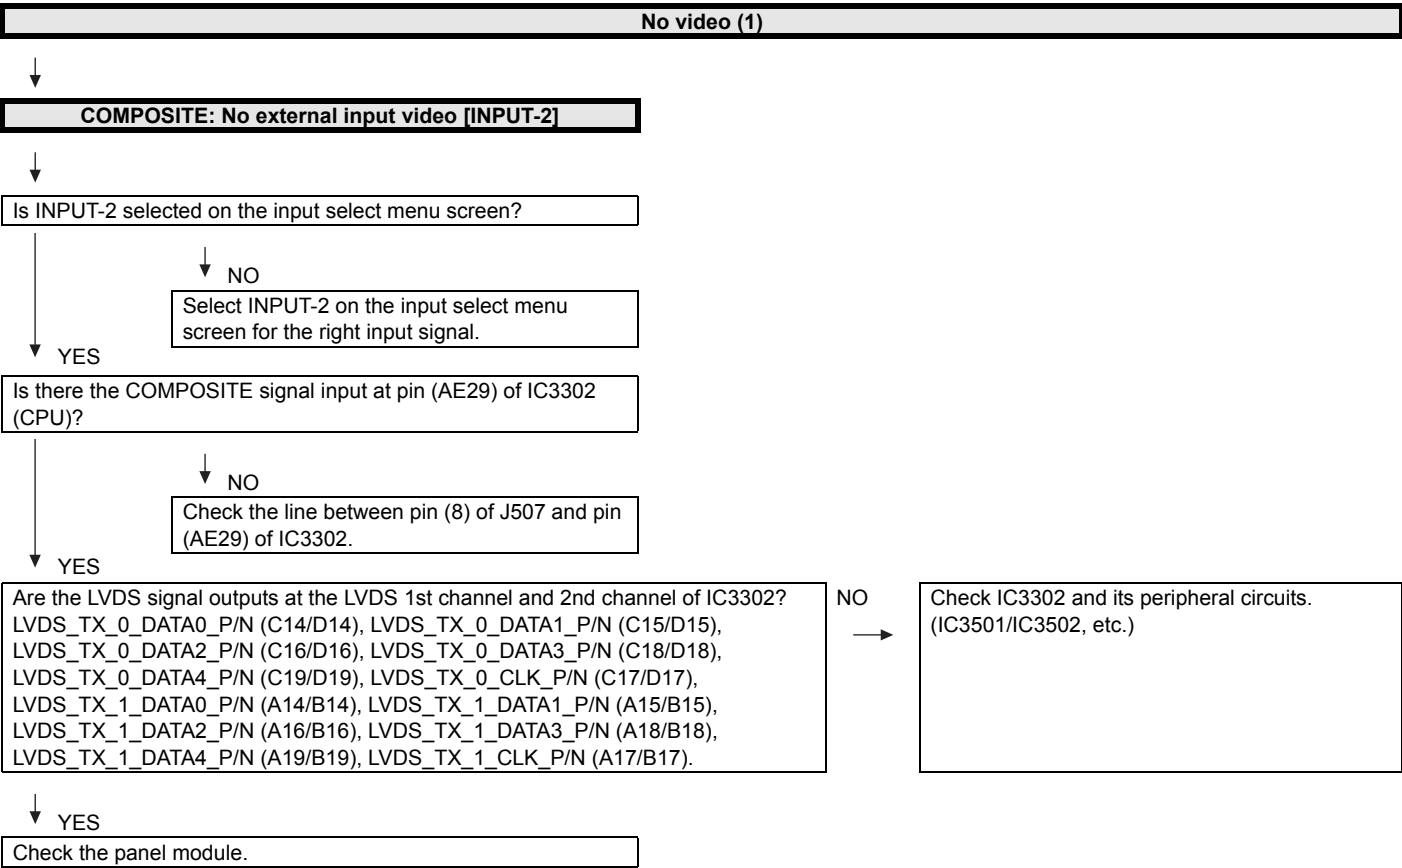 No video (1)
COMPOSITE: No external input video [INPUT-2]
Is INPUT-2 selected on the input select menu screen?
NO
Select INPUT-2 on the input select menu
screen for the right input signal.
YES
Is there the COMPOSITE signal input at pin (AE29) of IC3302
(CPU)?
NO
Check the line between pin (8) of J507 and pin
(AE29) of IC3302.
YES
Are the LVDS signal outputs at the LVDS 1st channel and 2nd channel of IC3302?
LVDS_TX_0_DATA0_P/N (C14/D14), LVDS_TX_0_DATA1_P/N (C15/D15),
LVDS_TX_0_DATA2_P/N (C16/D16), LVDS_TX_0_DATA3_P/N (C18/D18),
LVDS_TX_0_DATA4_P/N (C19/D19), LVDS_TX_0_CLK_P/N (C17/D17),
LVDS_TX_1_DATA0_P/N (A14/B14), LVDS_TX_1_DATA1_P/N (A15/B15),
LVDS_TX_1_DATA2_P/N (A16/B16), LVDS_TX_1_DATA3_P/N (A18/B18),
LVDS_TX_1_DATA4_P/N (A19/B19), LVDS_TX_1_CLK_P/N (A17/B17).
NO
Check IC3302 and its peripheral circuits.
(IC3501/IC3502, etc.)
YES
Check the panel module.